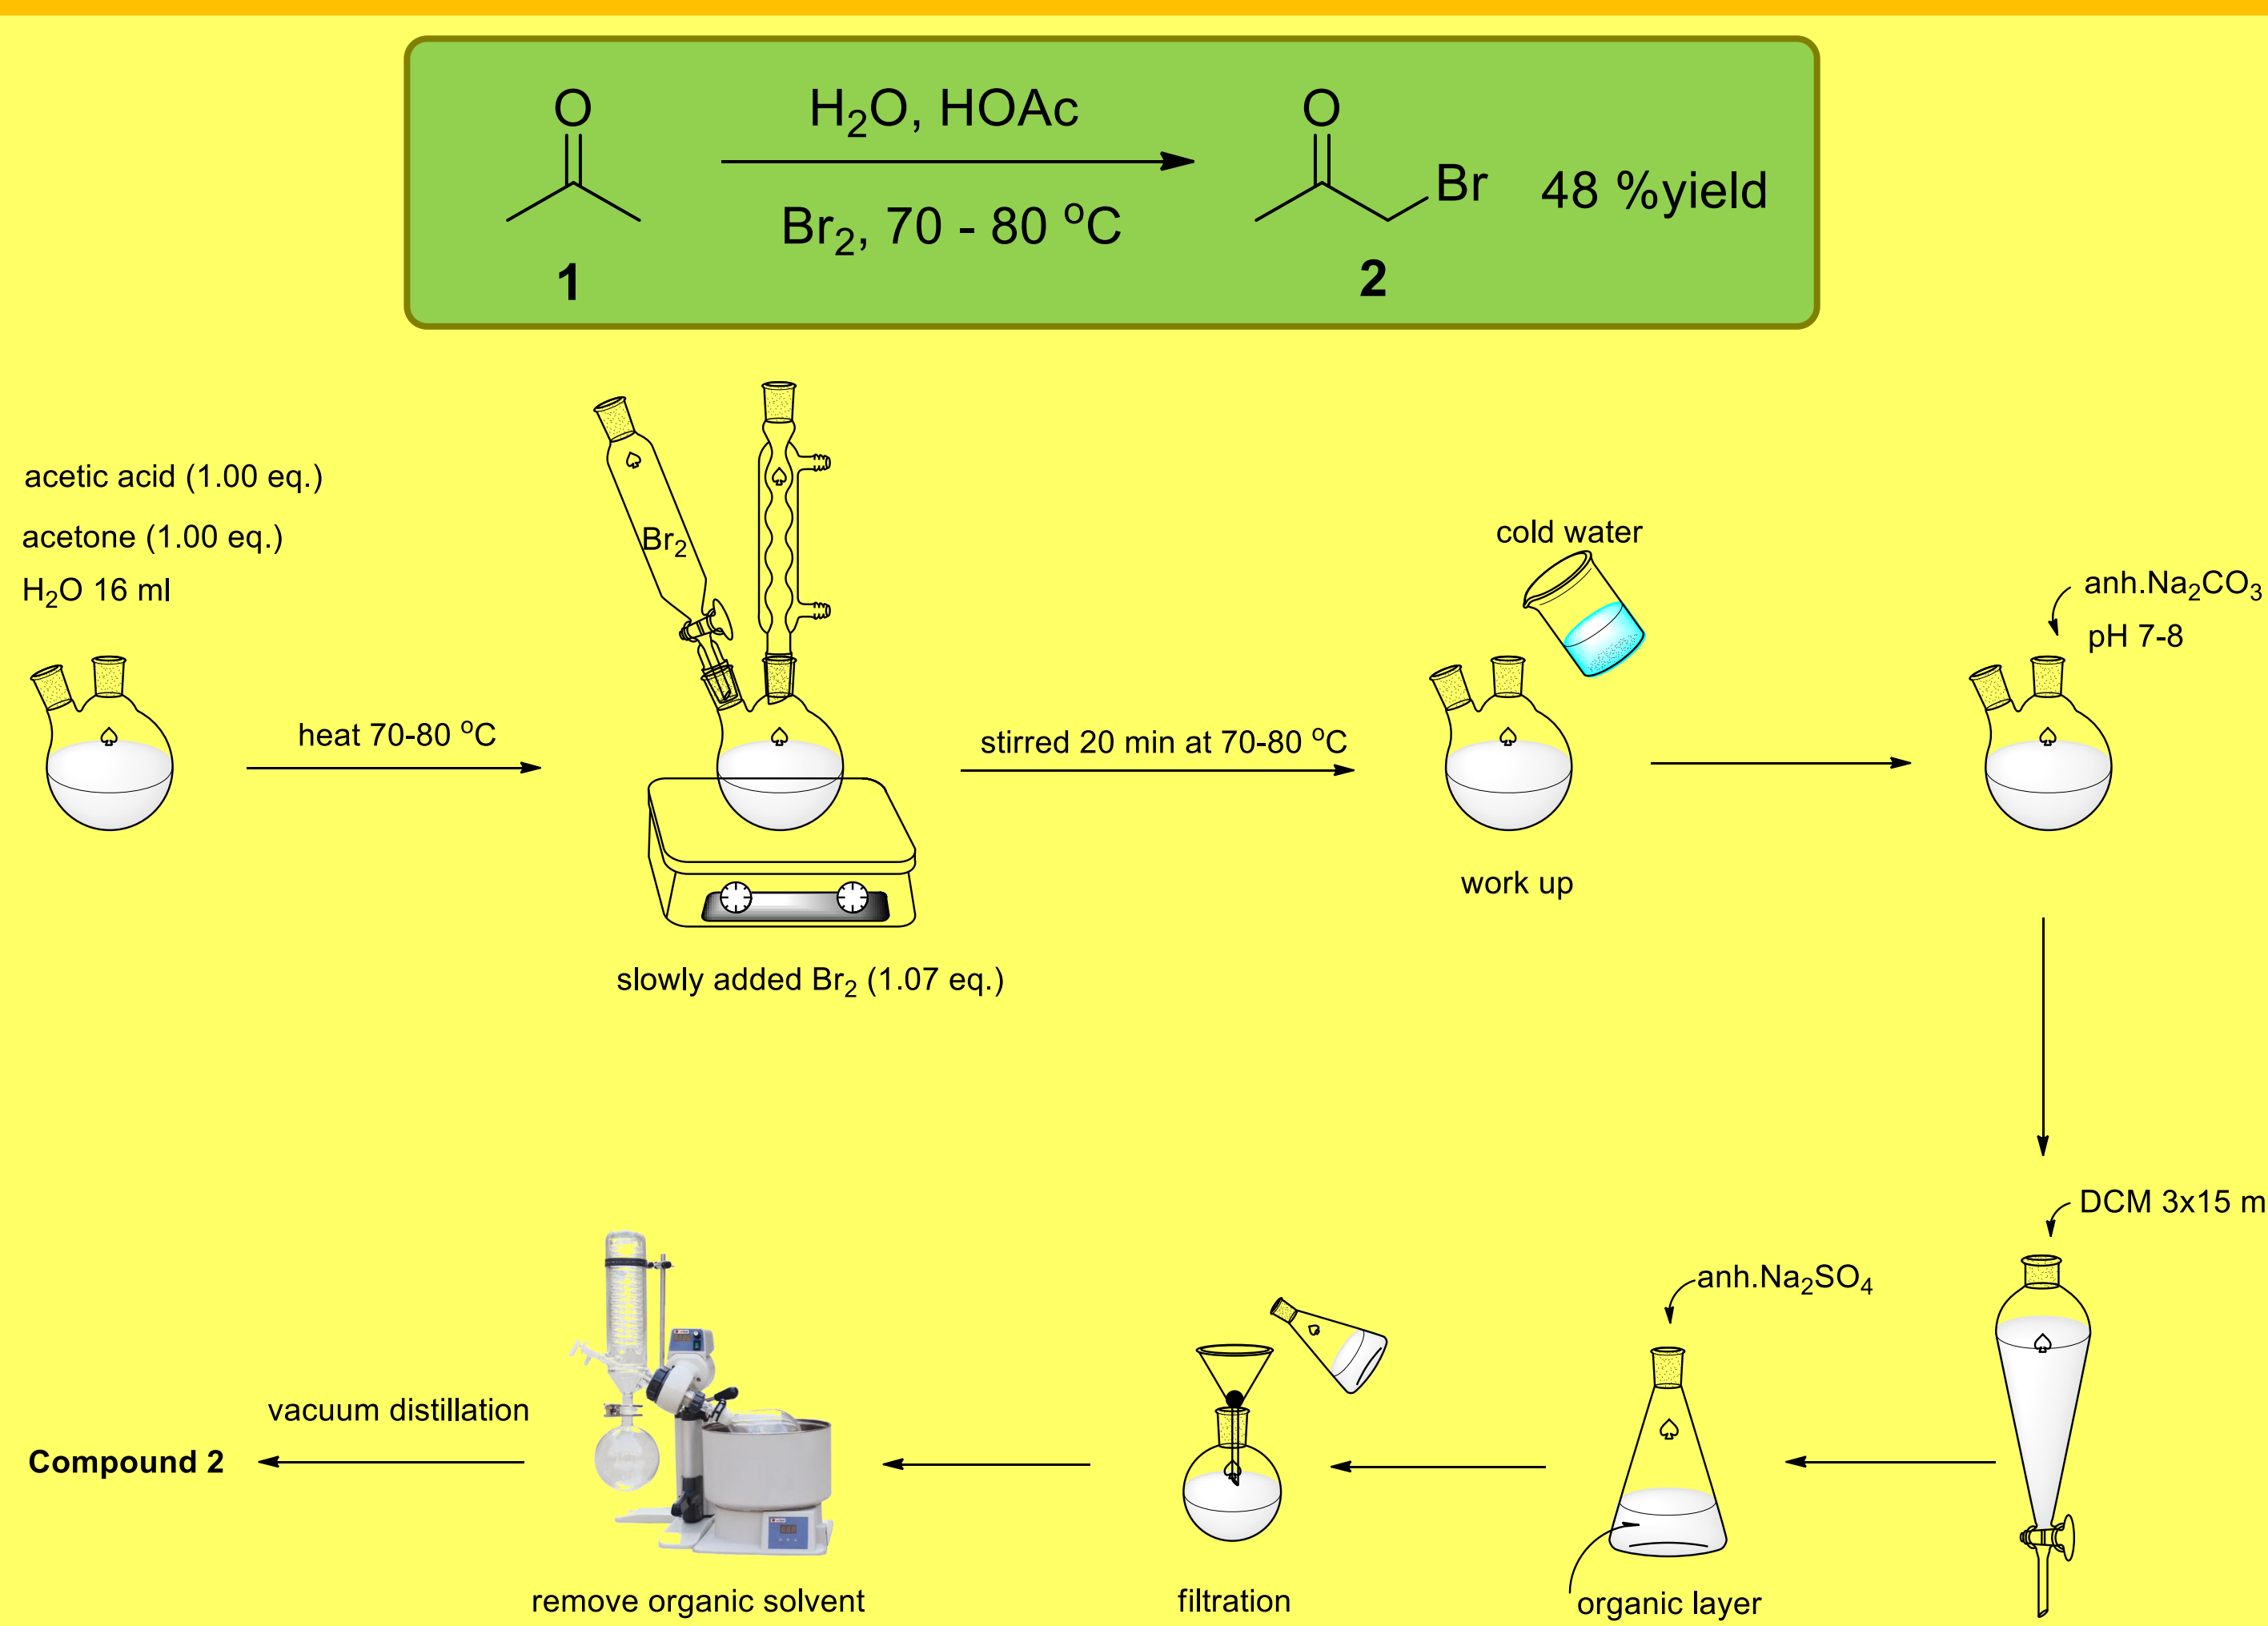 O
H₂O, HOAc
Br₂, 70 - 80 °C
1
O
Br
48 %yield
2
acetic acid (1.00 eq.)
acetone (1.00 eq.)
H₂O 16 ml
heat 70-80 °C
Br₂
slowly added Br₂ (1.07 eq.)
stirred 20 min at 70-80 °C
cold water
work up
anh.Na₂CO₃
pH 7-8
DCM 3x15 m
anh.Na₂SO₄
organic layer
filtration
remove organic solvent
vacuum distillation
Compound 2